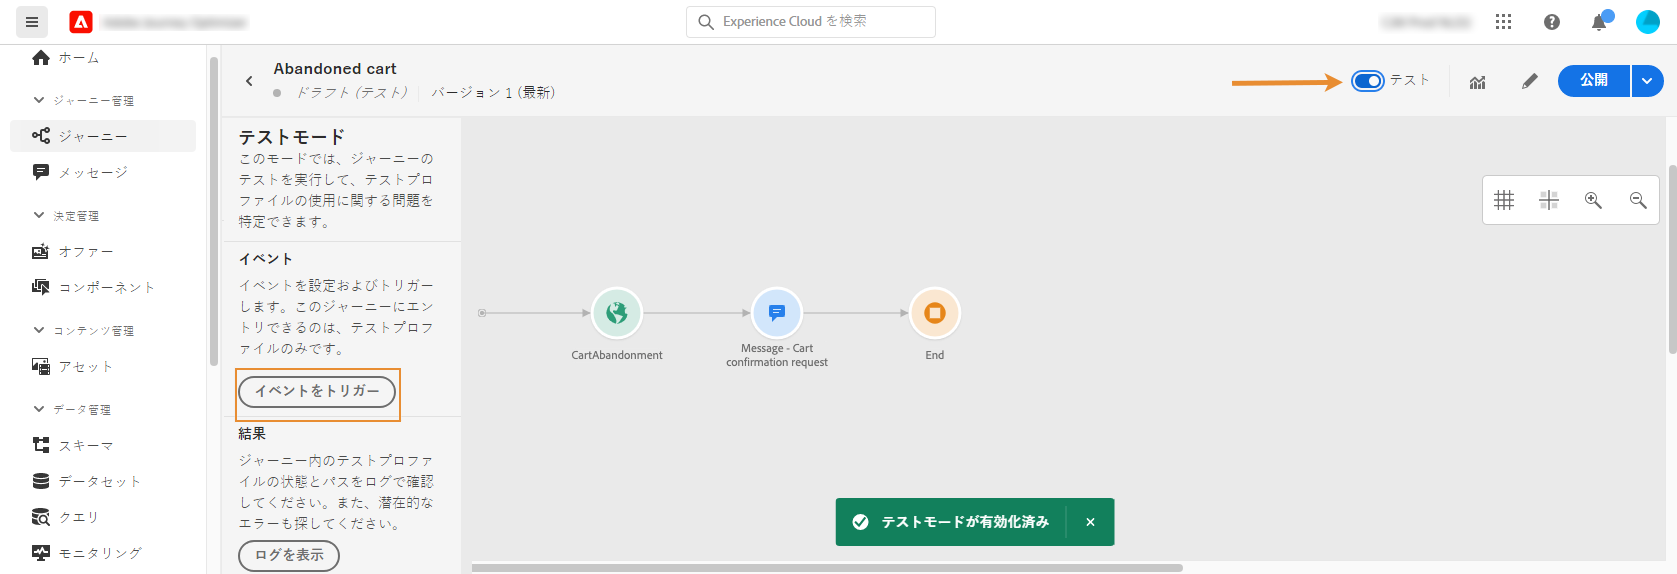 Experience Cloud を検索
ホーム
ジャーニー管理
ジャーニー
メッセージ
決定管理
オファー
コンポーネント
コンテンツ管理
アセット
データ管理
スキーマ
データセット
クエリ
モニタリング
Abandoned cart
ドラフト (テスト)
バージョン 1 (最新)
テスト
公開
テストモード
このモードでは、ジャーニーの
テストを実行して、テストプロ
ファイルの使用に関する問題を
特定できます。
イベント
イベントを設定およびトリガー
します。このジャーニーにエン
トリできるのは、テストプロフ
ァイルのみです。
イベントをトリガー
結果
ジャーニー内のテストプロファ
イルの状態とパスをログで確認
してください。また、潜在的な
エラーも探してください。
ログを表示
CartAbandonment
Message - Cart
confirmation request
End
テストモードが有効化済み